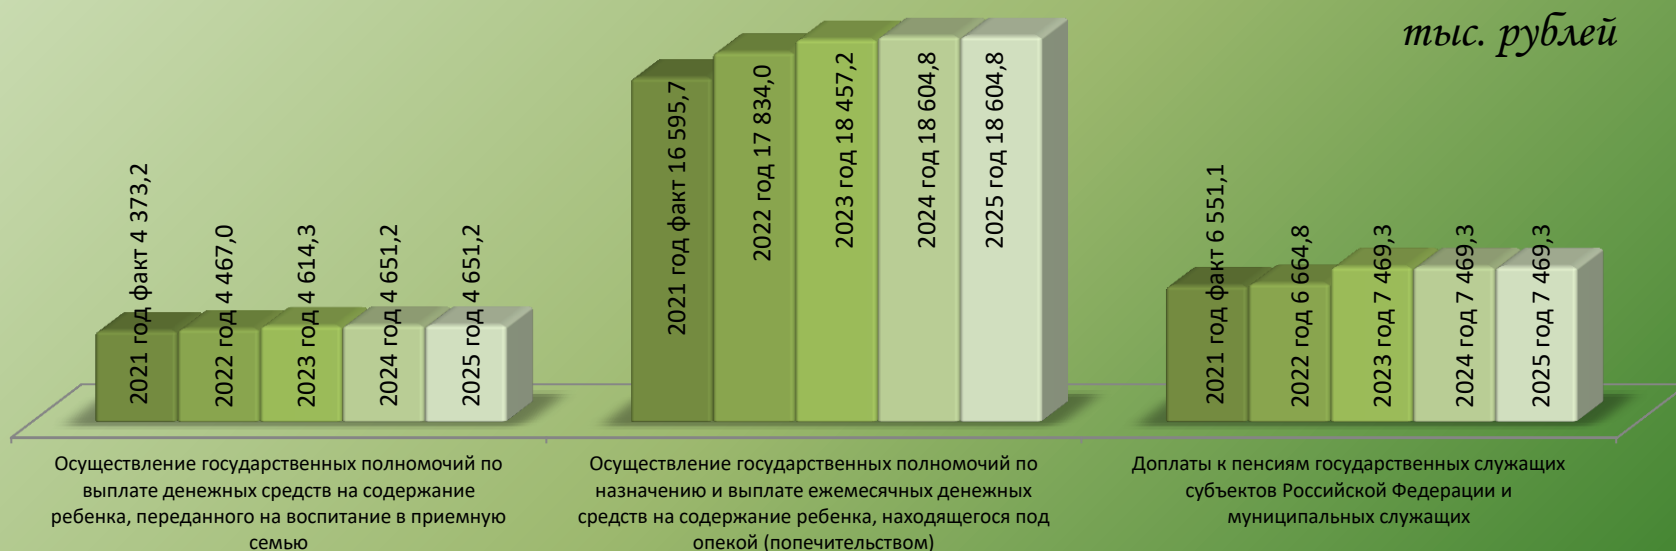 тыс. рублей
2021 год факт 4 373,2
2022 год 4 467,0
2023 год 4 614,3
2024 год 4 651,2
2025 год 4 651,2
2021 год факт 16 595,7
2022 год 17 834,0
2023 год 18 457,2
2024 год 18 604,8
2025 год 18 604,8
2021 год факт 6 551,1
2022 год 6 664,8
2023 год 7 469,3
2024 год 7 469,3
2025 год 7 469,3
Осуществление государственных полномочий по
выплате денежных средств на содержание
ребенка, переданного на воспитание в приемную
семью
Осуществление государственных полномочий по
назначению и выплате ежемесячных денежных
средств на содержание ребенка, находящегося под
опекой (попечительством)
Доплаты к пенсиям государственных служащих
субъектов Российской Федерации и
муниципальных служащих